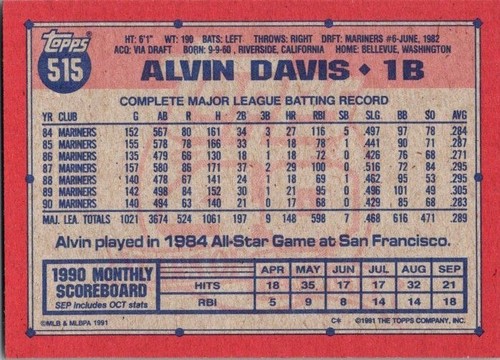 Topps
515
HT: 6'1" WT: 190 BATS: LEFT THROWS: RIGHT DRFT: MARINERS #6-JUNE, 1982
ACQ: VIA DRAFT BORN: 9-9-60, RIVERSIDE, CALIFORNIA HOME: BELLEVUE, WASHINGTON
ALVIN DAVIS • 1B
COMPLETE MAJOR LEAGUE BATTING RECORD
YR CLUB G AB R H 2B 3B HR RBI SB SLG BB SO AVG
84 MARINERS 152 567 80 161 34 3 27 116 5 .497 97 78 .284
85 MARINERS 155 578 78 166 33 1 18 78 1 .441 90 71 .287
86 MARINERS 135 479 66 130 18 1 18 72 0 .426 76 68 .271
87 MARINERS 157 580 86 171 37 2 29 100 0 .516 72 84 .295
88 MARINERS 140 478 67 141 24 1 18 69 1 .462 95 53 .295
89 MARINERS 142 498 84 152 30 1 21 95 0 .496 101 49 .305
90 MARINERS 140 494 63 140 21 0 17 68 0 .429 85 68 .283
MAJ. LEA. TOTALS 1021 3674 524 1061 197 9 148 598 7 .468 616 471 .289
Alvin played in 1984 All-Star Game at San Francisco.
1990 MONTHLY SCOREBOARD
SEP includes OCT stats
APR MAY JUN JUL AUG SEP
HITS 18 35 17 17 32 21
RBI 5 9 8 14 14 18
©MLB & MLBPA 1991 C* ©1991 THE TOPPS COMPANY, INC.